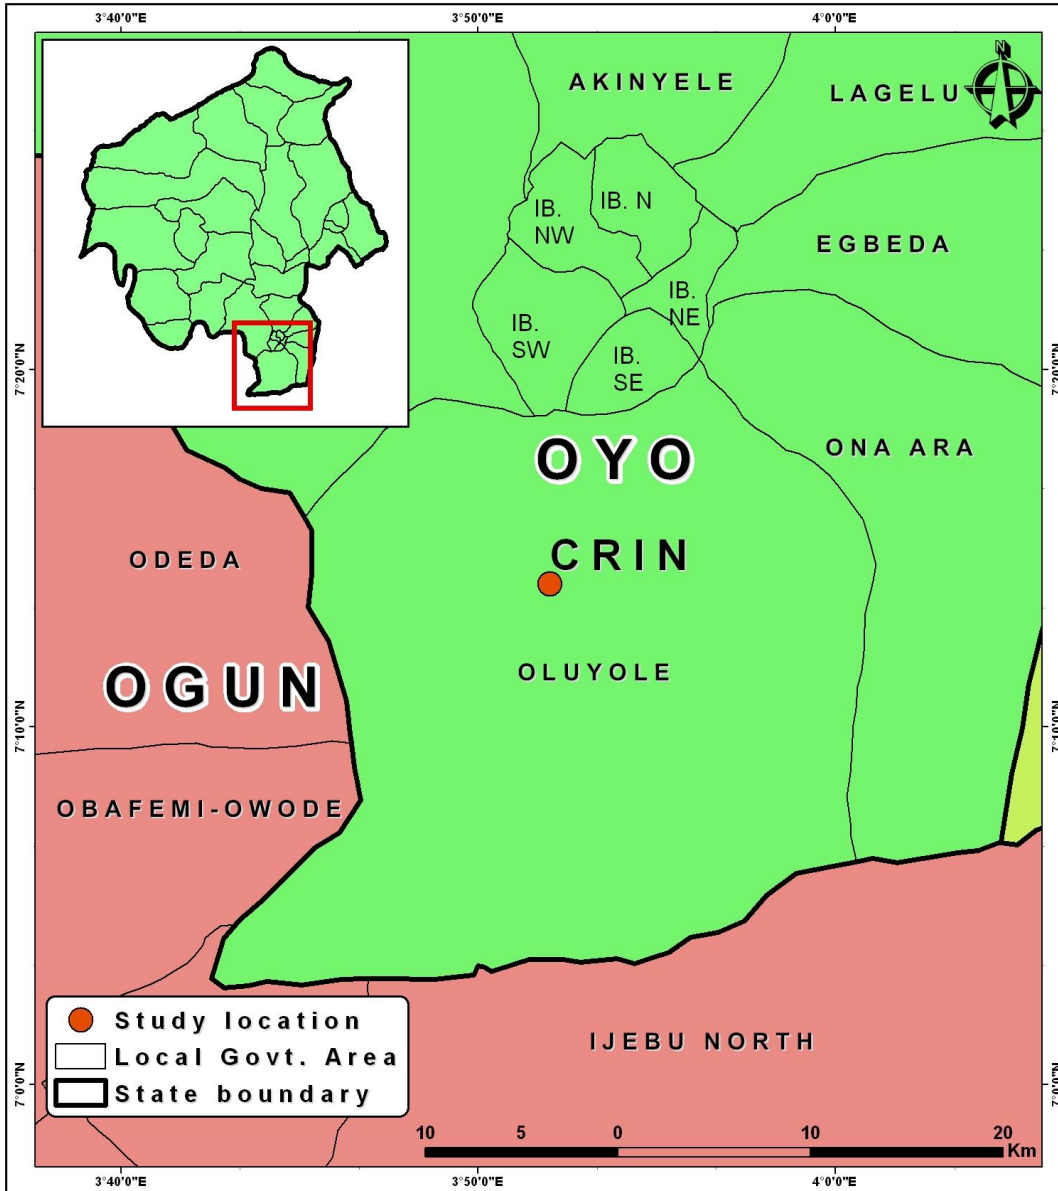 3°40'0"E
3°50'0"E
4°0'0"E
N
AKINYELE
LAGELU
IB. N
IB.
NW
EGBEDA
IB.
NE
IB.
SW
IB.
SE
7°20'0"N
7°20'0"N
OYO
ONA ARA
CRIN
ODEDA
OLUYOLE
OGUN
7°10'0"N
7°10'0"N
OBAFEMI-OWODE
Study location
Local Govt. Area
State boundary
IJEBU NORTH
7°0'0"N
7°0'0"N
10 5 0 10 20
Km
3°40'0"E
3°50'0"E
4°0'0"E